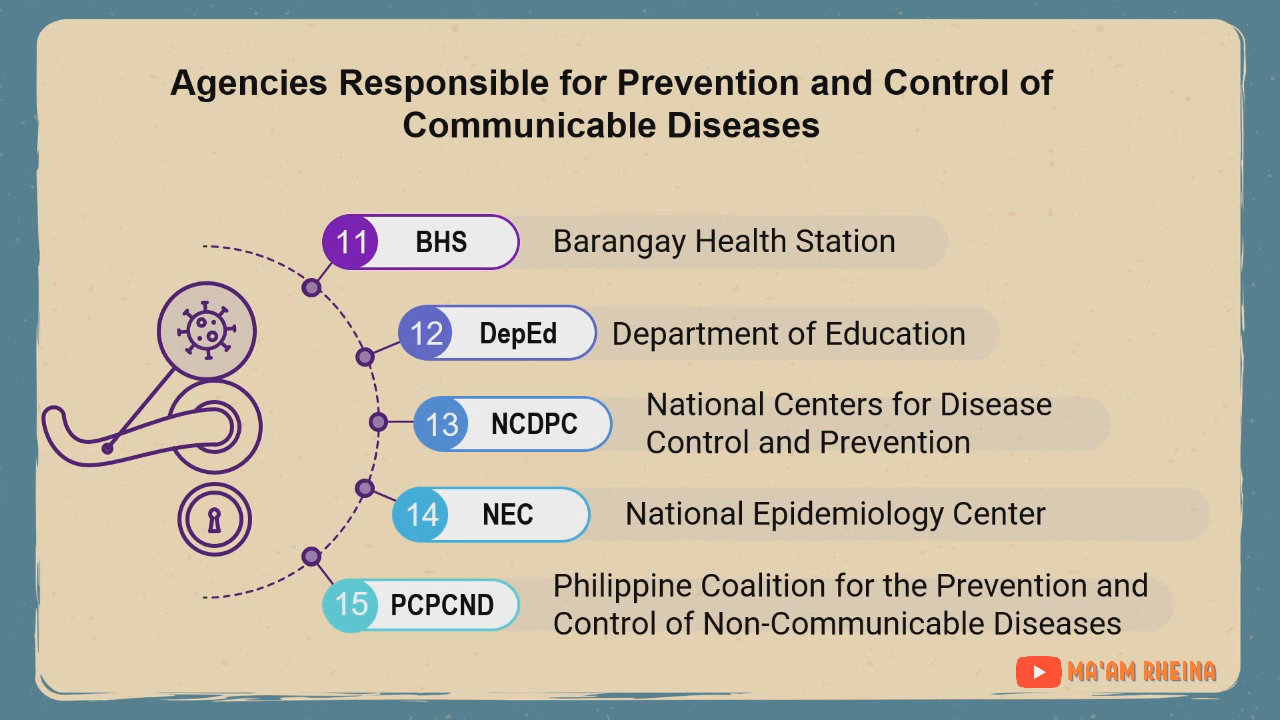 Agencies Responsible for Prevention and Control of
Communicable Diseases
11 BHS Barangay Health Station
12 DepEd Department of Education
13 NCDPC National Centers for Disease
Control and Prevention
14 NEC National Epidemiology Center
15 PCPCND Philippine Coalition for the Prevention and
Control of Non-Communicable Diseases
MA'AM RHEINA